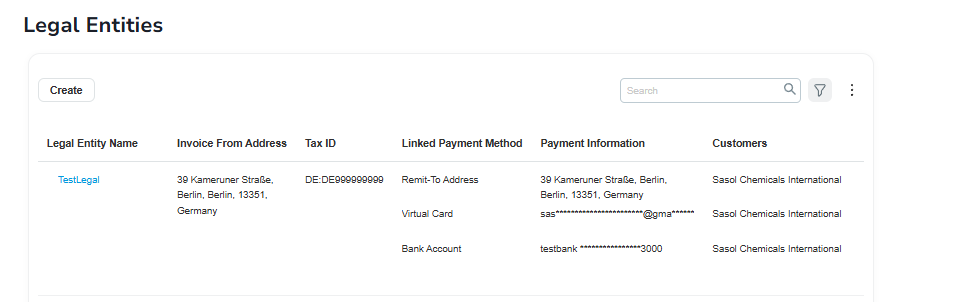 Legal Entities
Create
Search
Legal Entity Name Invoice From Address Tax ID Linked Payment Method Payment Information Customers
TestLegal 39 Kameruner Straße, DE:DE999999999 Remit-To Address 39 Kameruner Straße, Berlin, Sasol Chemicals International
Berlin, Berlin, 13351, Berlin, 13351, Germany
Germany Virtual Card sas**********************@gma****** Sasol Chemicals International
Bank Account testbank ****************3000 Sasol Chemicals International